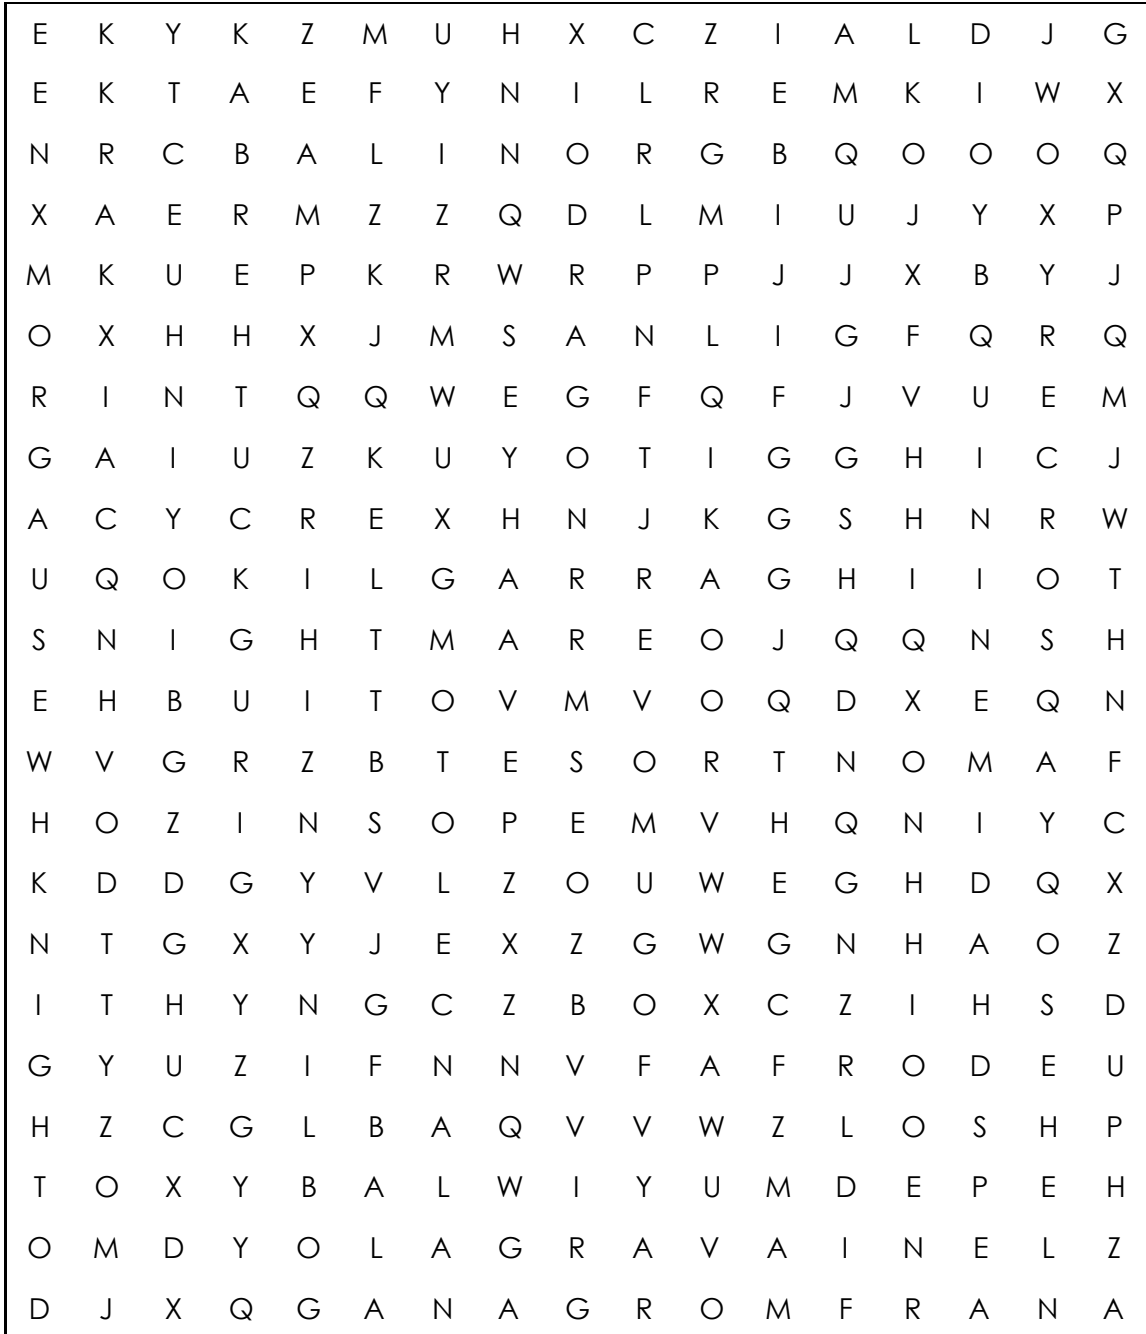 E K Y K Z M U H X C Z I A L D J G
E K T A E F Y N I L R E M K I W X
N R C B A L I N O R G B Q O O O Q
X A E R M Z Z Q D L M I U J Y X P
M K U E P K R W R P P J J X B Y J
O X H H X J M S A N L I G F Q R Q
R I N T Q Q W E G F Q F J V U E M
G A I U Z K U Y O T I G G H I C J
A C Y C R E X H N J K G S H N R W
U Q O K I L G A R R A G H I I O T
S N I G H T M A R E O J Q Q N S H
E H B U I T O V M V O Q D X E Q N
W V G R Z B T E S O R T N O M A F
H O Z I N S O P E M V H Q N I Y C
K D D G Y V L Z O U W E G H D Q X
N T G X Y J E X Z G W G N H A O Z
I T H Y N G C Z B O X C Z I H S D
G Y U Z I F N N V F A F R O D E U
H Z C G L B A Q V V W Z L O S H P
T O X Y B A L W I Y U M D E P E H
O M D Y O L A G R A V A I N E L Z
D J X Q G A N A G R O M F R A N A